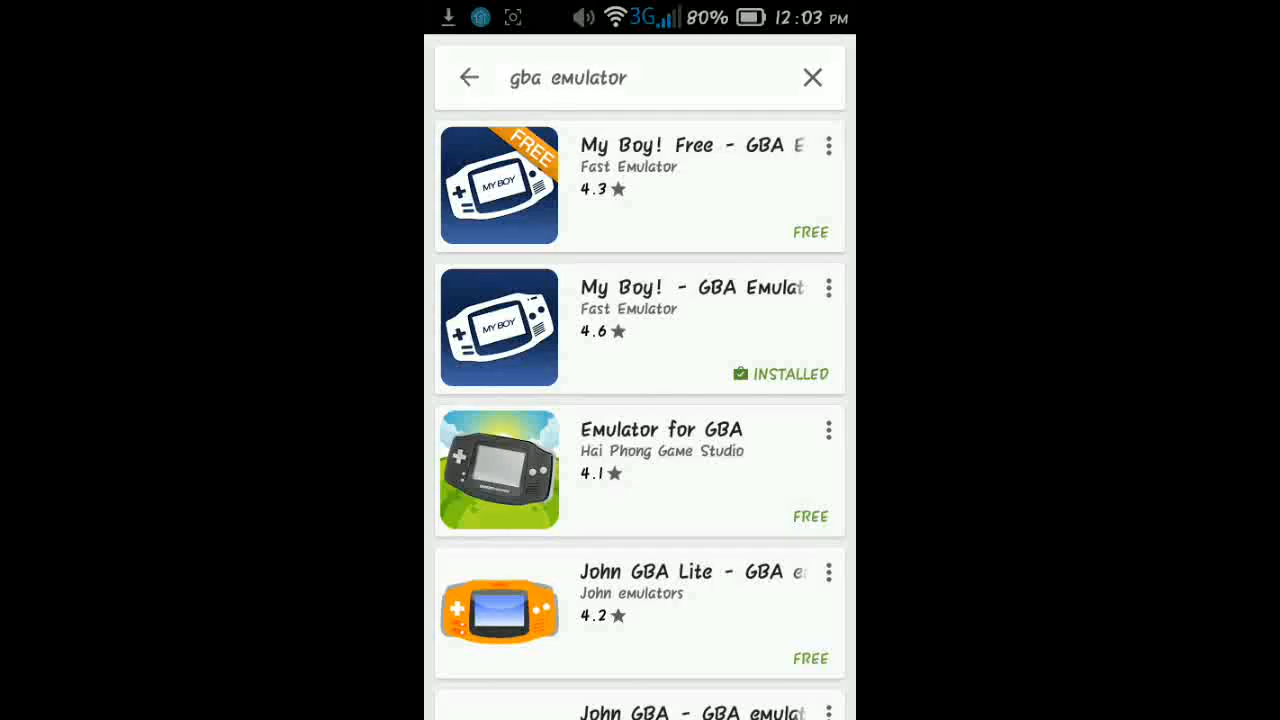 3G 80% 12:03 PM
gba emulator
FREE
MY BOY
My Boy! Free - GBA E
Fast Emulator
4.3
FREE
MY BOY
My Boy! - GBA Emulat
Fast Emulator
4.6
INSTALLED
Emulator for GBA
Hai Phong Game Studio
4.1
FREE
John GBA Lite - GBA e
John emulators
4.2
FREE
John GBA - GBA emulat